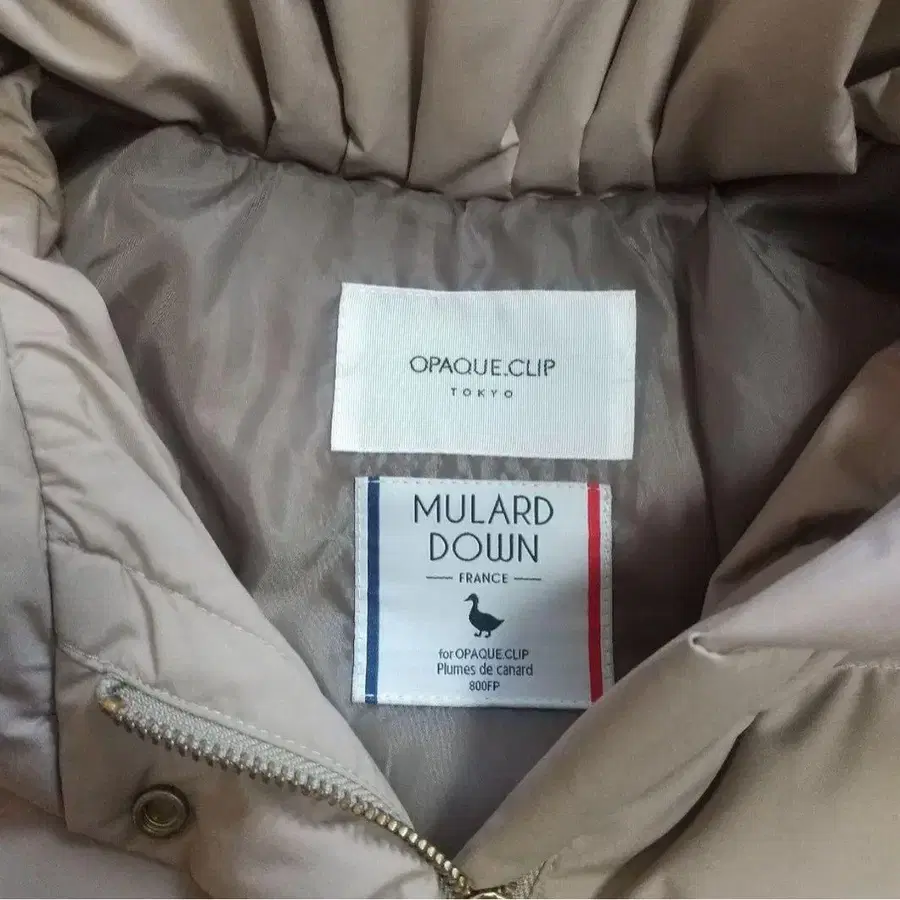 OPAQUE.CLIP
TOKYO
MULARD
DOWN
FRANCE
for OPAQUE.CLIP
Plumes de canard
800FP